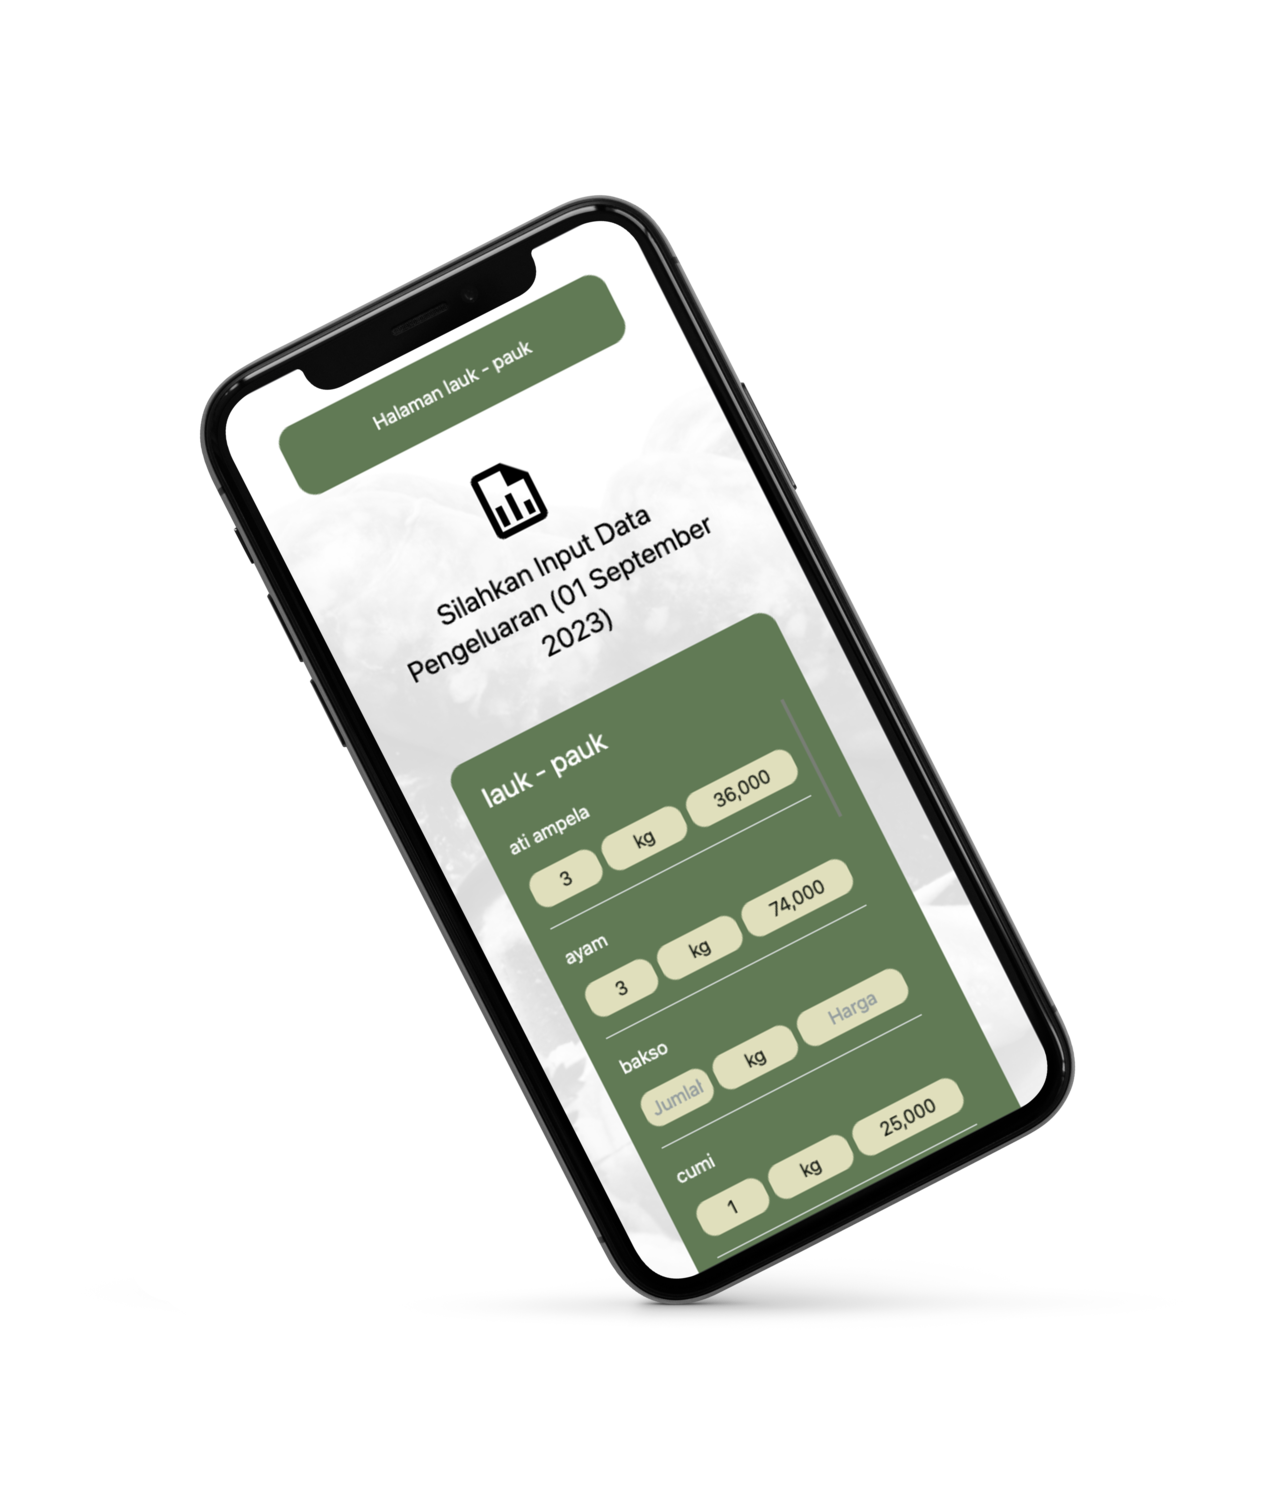 Halaman lauk - pauk
Silahkan Input Data
Pengeluaran (01 September
2023)
lauk - pauk
ati ampela
3 kg 36,000
ayam
3 kg 74,000
bakso
Jumlah kg Harga
cumi
1 kg 25,000